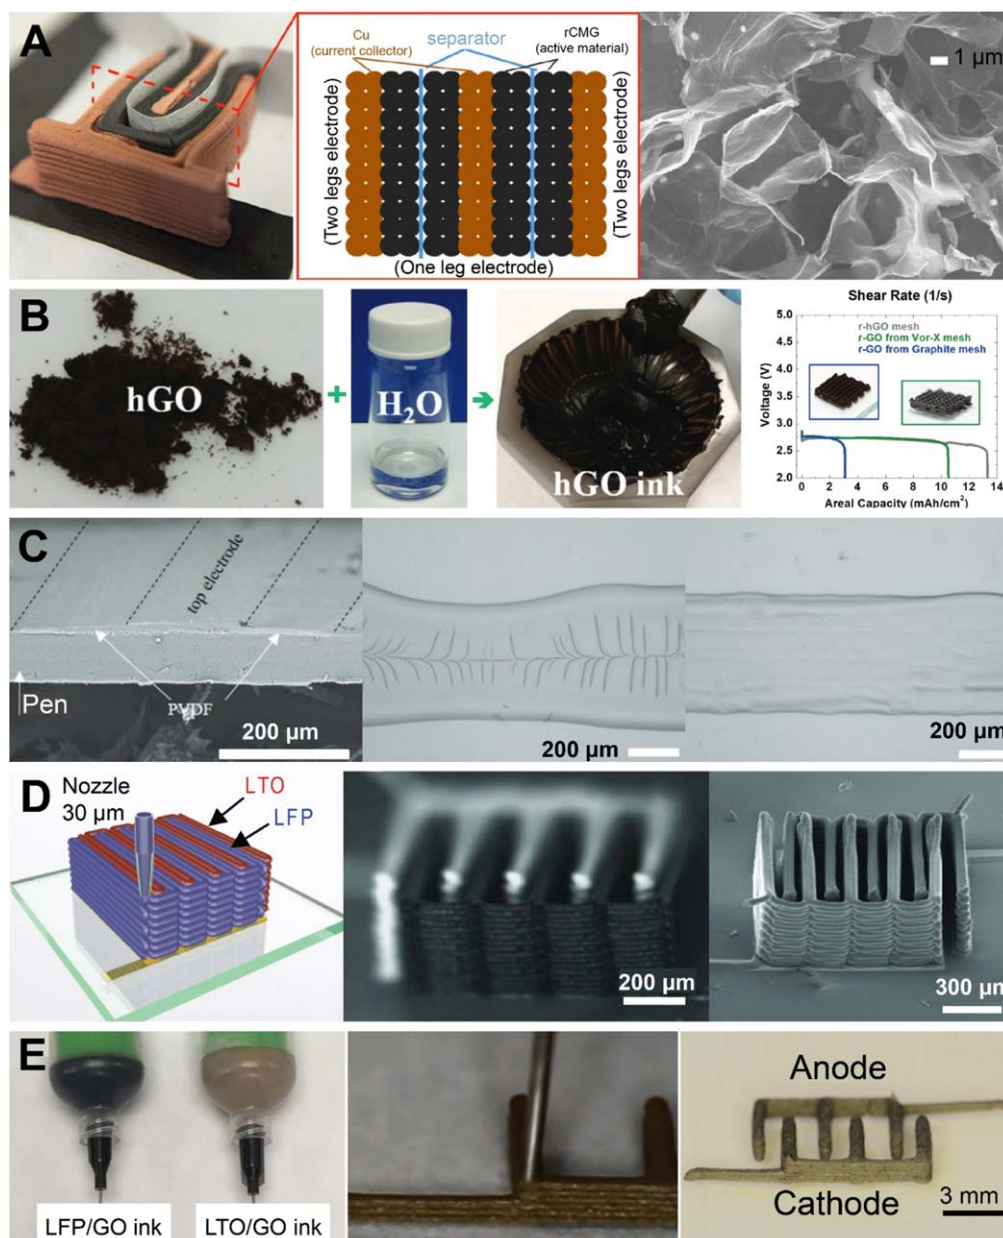 A
Cu
(current collector)
separator
rCMG
(active material)
(Two legs electrode)
(Two legs electrode)
(One leg electrode)
1 µm
B
hGO
+
H2O
hGO ink
Shear Rate (1/s)
r-hGO mesh
r-GO from Vor-X mesh
r-GO from Graphite mesh
Voltage (V)
5.0
4.5
4.0
3.5
3.0
2.5
2.0
0 2 4 6 8 10 12 14
Areal Capacity (mAh/cm²)
C
top electrode
Pen
PVDF
200 µm
200 µm
200 µm
D
Nozzle
30 µm
LTO
LFP
200 µm
300 µm
E
LFP/GO ink
LTO/GO ink
Anode
Cathode
3 mm